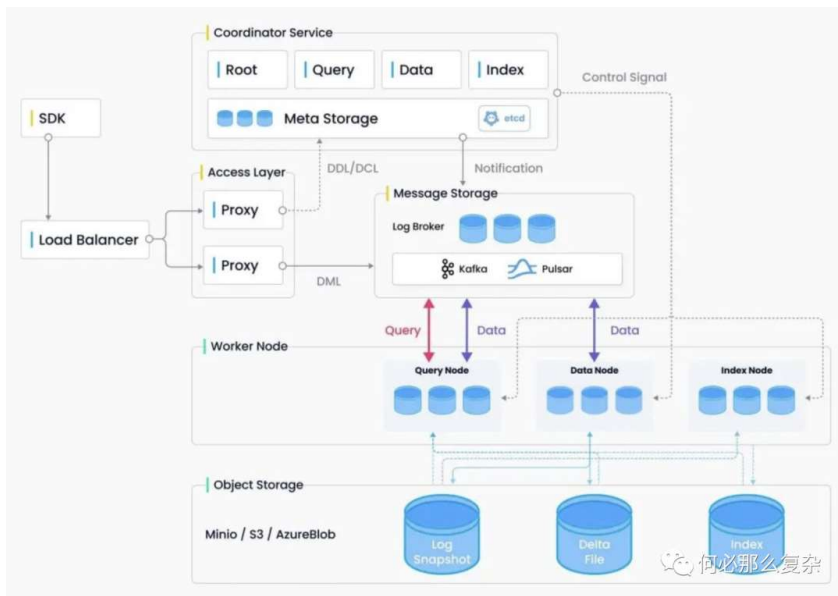 Coordinator Service
Root
Query
Data
Index
Control Signal
SDK
Meta Storage
etcd
Access Layer
DDL/DCL
Notification
Proxy
Message Storage
Load Balancer
Log Broker
Proxy
Kafka
Pulsar
DML
Query
Data
Data
Worker Node
Query Node
Data Node
Index Node
Object Storage
Minio / S3 / AzureBlob
Log
Snapshot
Delta
File
Index
何必那么复杂